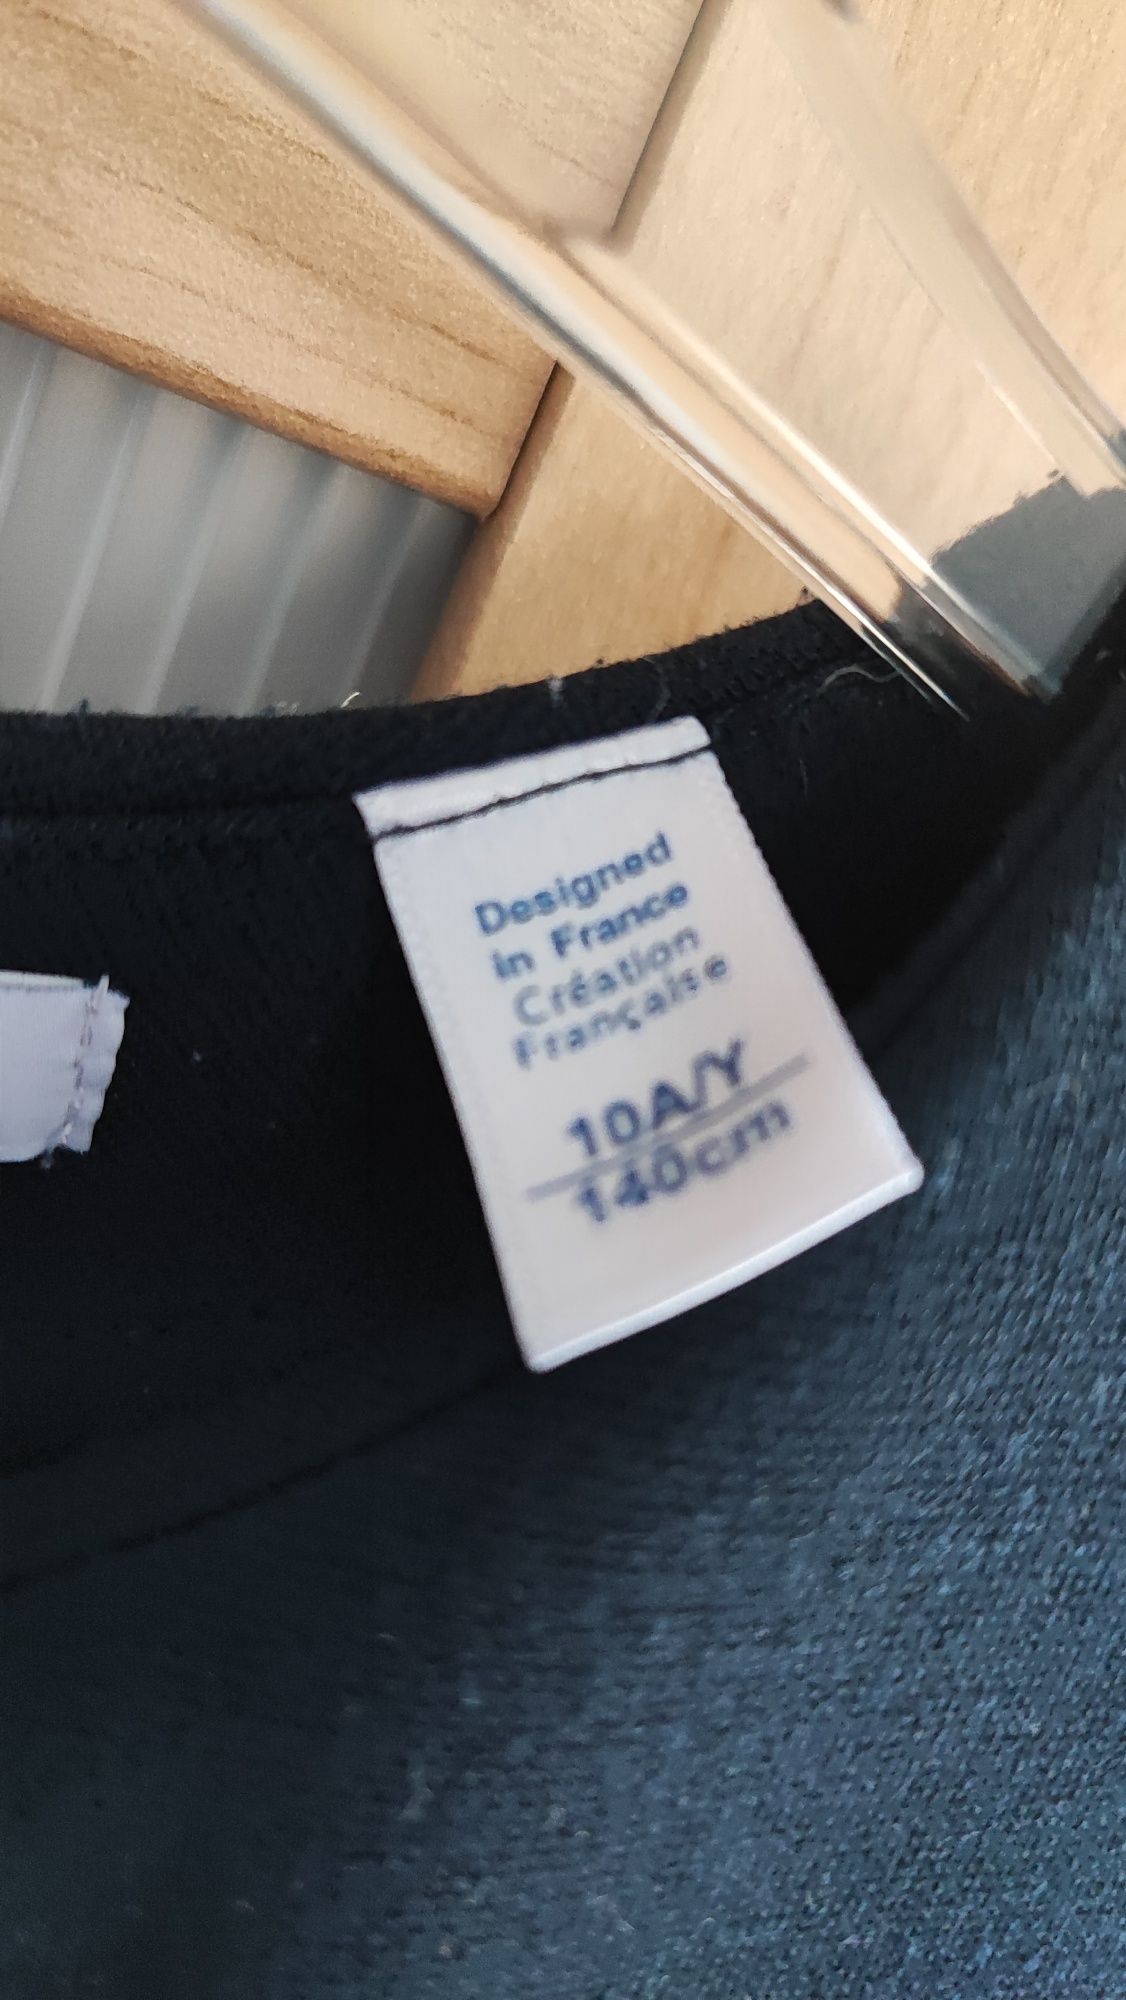 Designed
in France
Création
Française
10A/Y
140cm